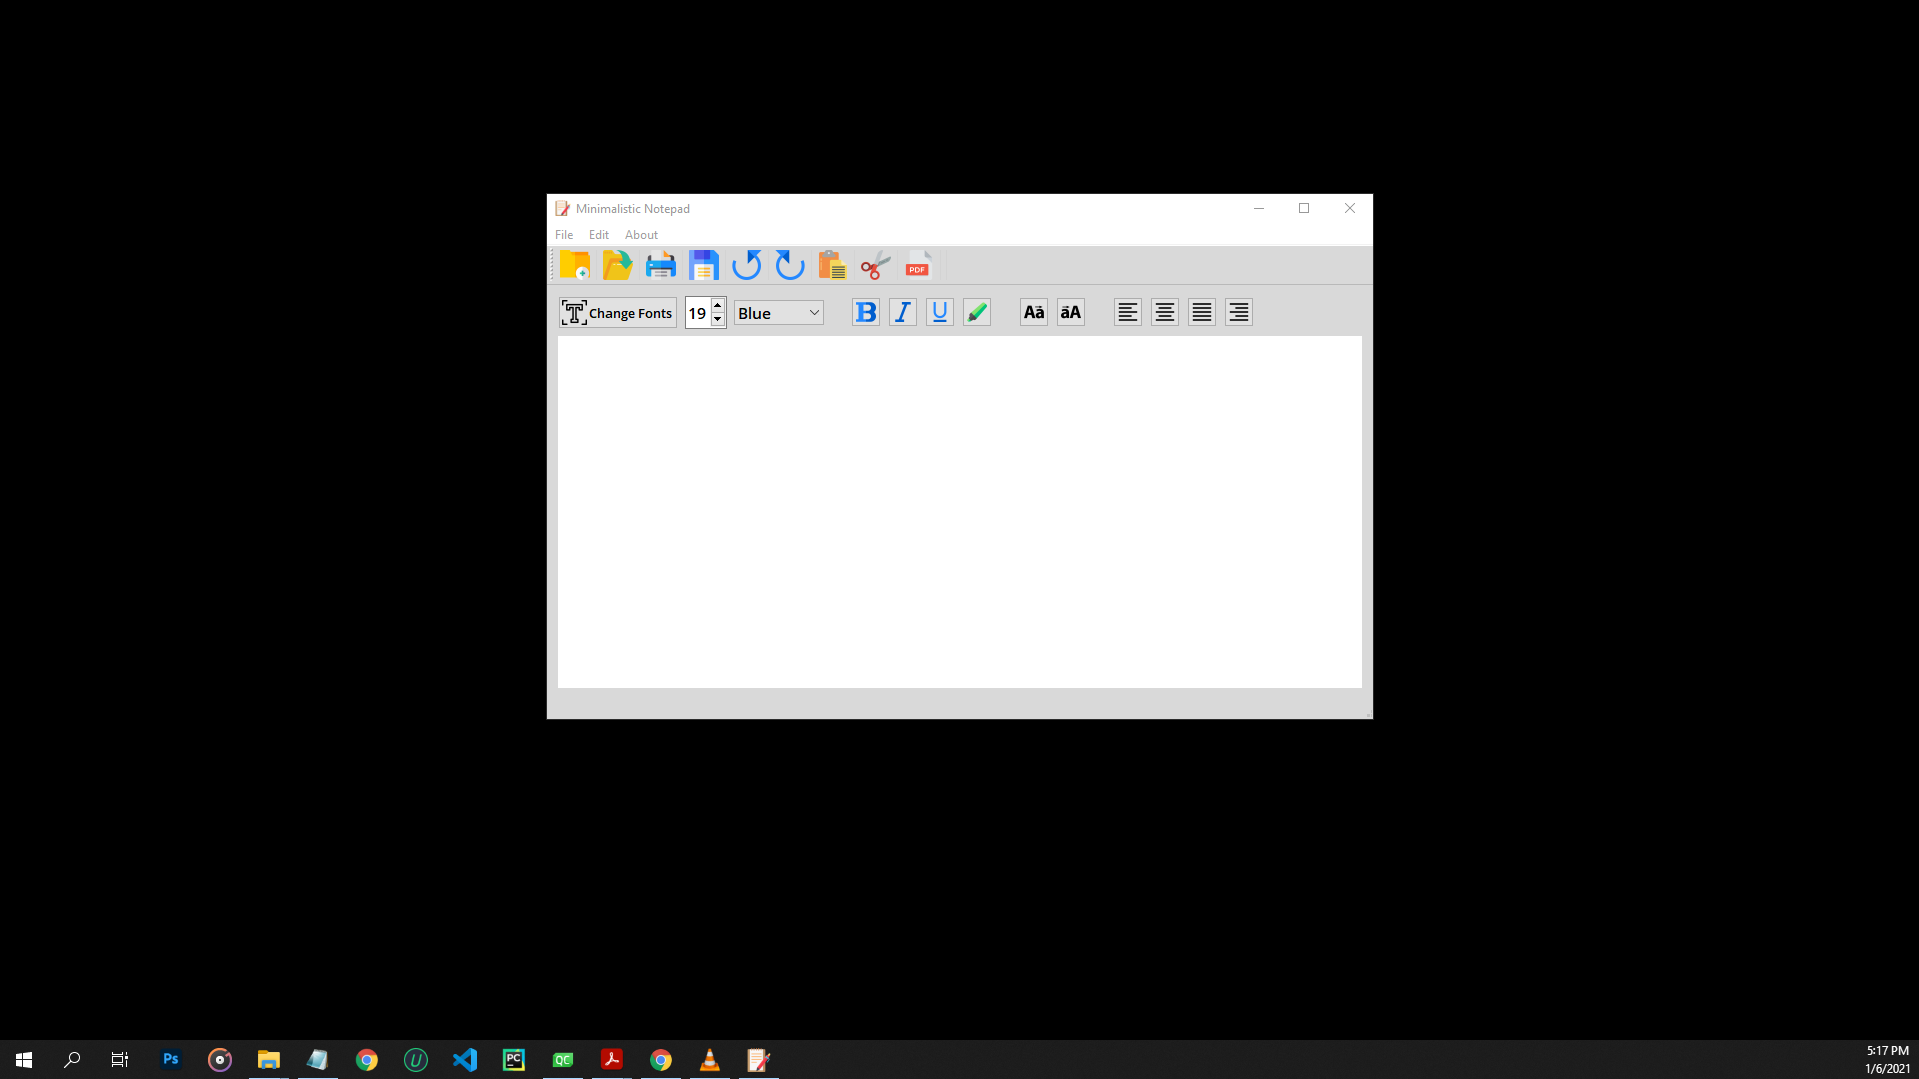 Minimalistic Notepad
File Edit About
PDF
Change Fonts 19 Blue B I U Aa aA
Ps U PC QC
5:17 PM
1/6/2021